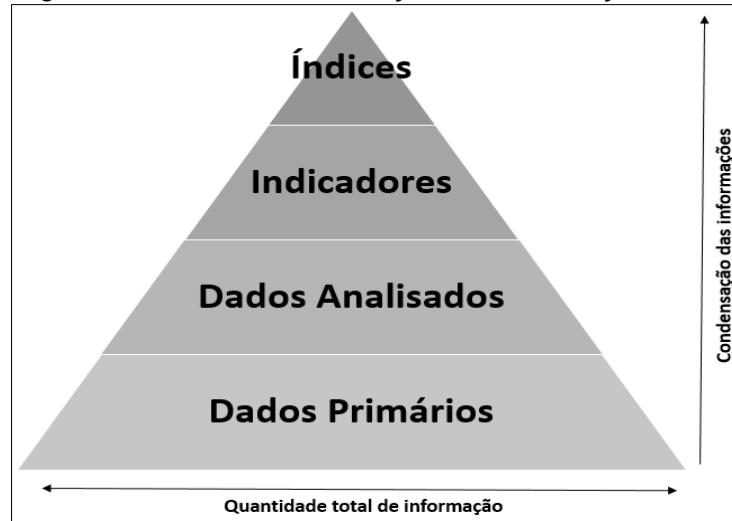 Índices
Indicadores
Dados Analisados
Dados Primários
Condensação das informações
Quantidade total de informação